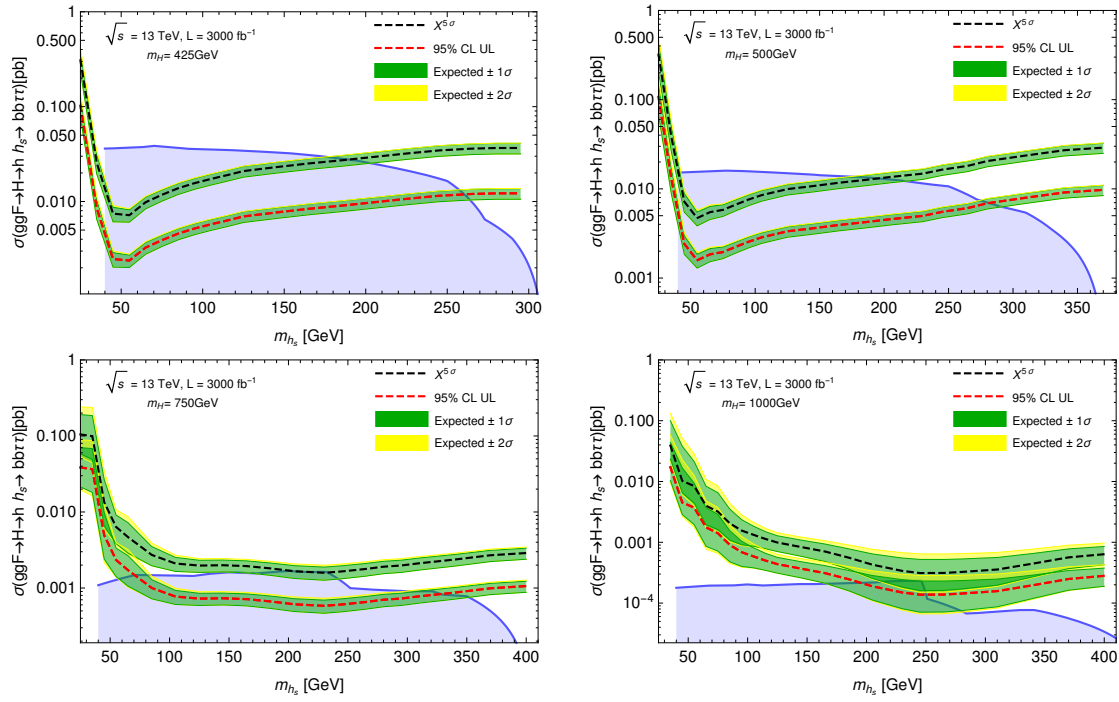 √s = 13 TeV, L = 3000 fb⁻¹
m_H= 425GeV
X^5σ
95% CL UL
Expected ± 1σ
Expected ± 2σ
σ(ggF→H→h h_s→ bbττ)[pb]
1
0.500
0.100
0.050
0.010
0.005
50 100 150 200 250 300
m_h_s [GeV]
√s = 13 TeV, L = 3000 fb⁻¹
m_H= 500GeV
X^5σ
95% CL UL
Expected ± 1σ
Expected ± 2σ
σ(ggF→H→h h_s→ bbττ)[pb]
1
0.500
0.100
0.050
0.010
0.005
0.001
50 100 150 200 250 300 350
m_h_s [GeV]
√s = 13 TeV, L = 3000 fb⁻¹
m_H= 750GeV
X^5σ
95% CL UL
Expected ± 1σ
Expected ± 2σ
σ(ggF→H→h h_s→ bbττ)[pb]
1
0.100
0.010
0.001
50 100 150 200 250 300 350 400
m_h_s [GeV]
√s = 13 TeV, L = 3000 fb⁻¹
m_H= 1000GeV
X^5σ
95% CL UL
Expected ± 1σ
Expected ± 2σ
σ(ggF→H→h h_s→ bbττ)[pb]
1
0.100
0.010
0.001
10⁻⁴
50 100 150 200 250 300 350 400
m_h_s [GeV]